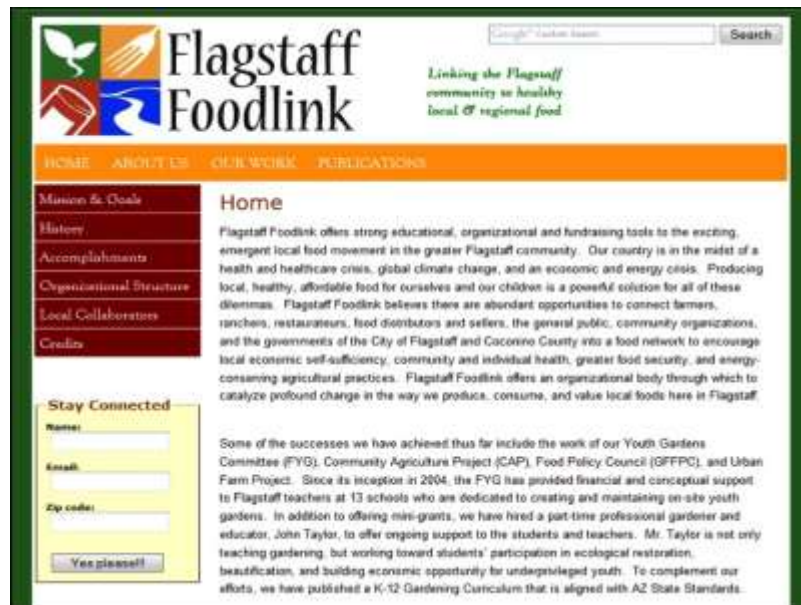 Flagstaff
Foodlink
Google™ Custom Search
Search
Linking the Flagstaff
community to healthy
local & regional food
HOME ABOUT US OUR WORK PUBLICATIONS
Mission & Goals
History
Accomplishments
Organizational Structure
Local Collaborators
Credits
Stay Connected
Name:
Email:
Zip code:
Yes please!!
Home
Flagstaff Foodlink offers strong educational, organizational and fundraising tools to the exciting,
emergent local food movement in the greater Flagstaff community. Our country is in the midst of a
health and healthcare crisis, global climate change, and an economic and energy crisis. Producing
local, healthy, affordable food for ourselves and our children is a powerful solution for all of these
dilemmas. Flagstaff Foodlink believes there are abundant opportunities to connect farmers,
ranchers, restaurateurs, food distributors and sellers, the general public, community organizations,
and the governments of the City of Flagstaff and Coconino County into a food network to encourage
local economic self-sufficiency, community and individual health, greater food security, and energy-
conserving agricultural practices. Flagstaff Foodlink offers an organizational body through which to
catalyze profound change in the way we produce, consume, and value local foods here in Flagstaff.
Some of the successes we have achieved thus far include the work of our Youth Gardens
Committee (FYG), Community Agriculture Project (CAP), Food Policy Council (GFFPC), and Urban
Farm Project. Since its inception in 2004, the FYG has provided financial and conceptual support
to Flagstaff teachers at 13 schools who are dedicated to creating and maintaining on-site youth
gardens. In addition to offering mini-grants, we have hired a part-time professional gardener and
educator, John Taylor, to offer ongoing support to the students and teachers. Mr. Taylor is not only
teaching gardening, but working toward students' participation in ecological restoration,
beautification, and building economic opportunity for underprivileged youth. To complement our
efforts, we have published a K-12 Gardening Curriculum that is aligned with AZ State Standards.